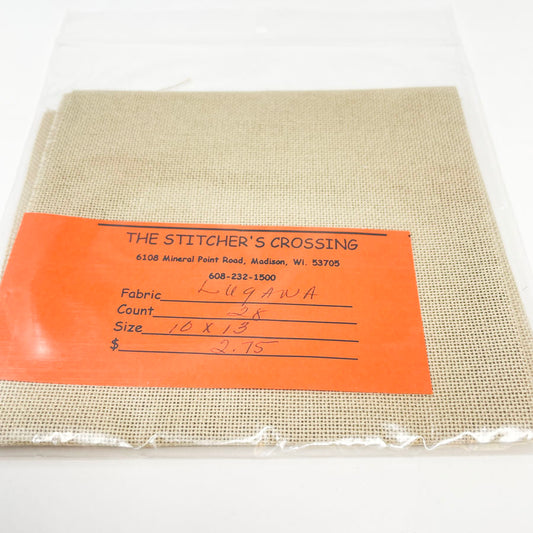 THE STITCHER'S CROSSING
6108 Mineral Point Road, Madison, WI. 53705
608-232-1500
Fabric LUGANA
Count 28
Size 10 x 13
$ 2.75